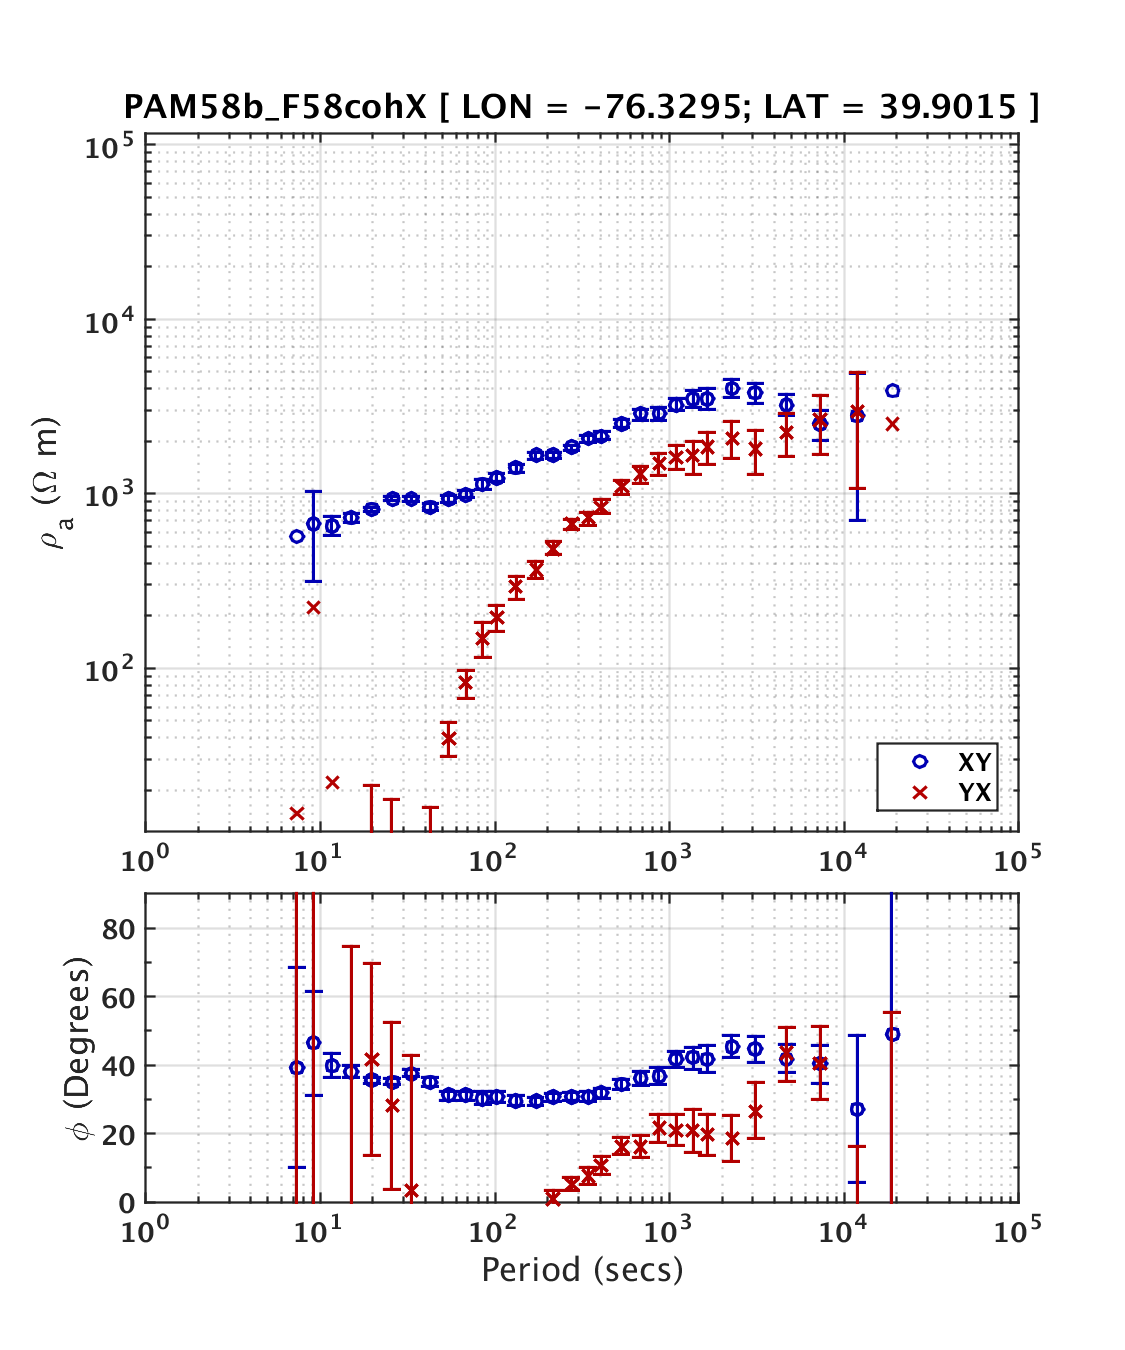 PAM58b_F58cohX [ LON = −76.3295; LAT = 39.9015 ]
10^5
10^4
10^3
10^2
ρ_a (Ω m)
XY
YX
10^0 10^1 10^2 10^3 10^4 10^5
80
60
40
20
0
ϕ (Degrees)
10^0 10^1 10^2 10^3 10^4 10^5
Period (secs)